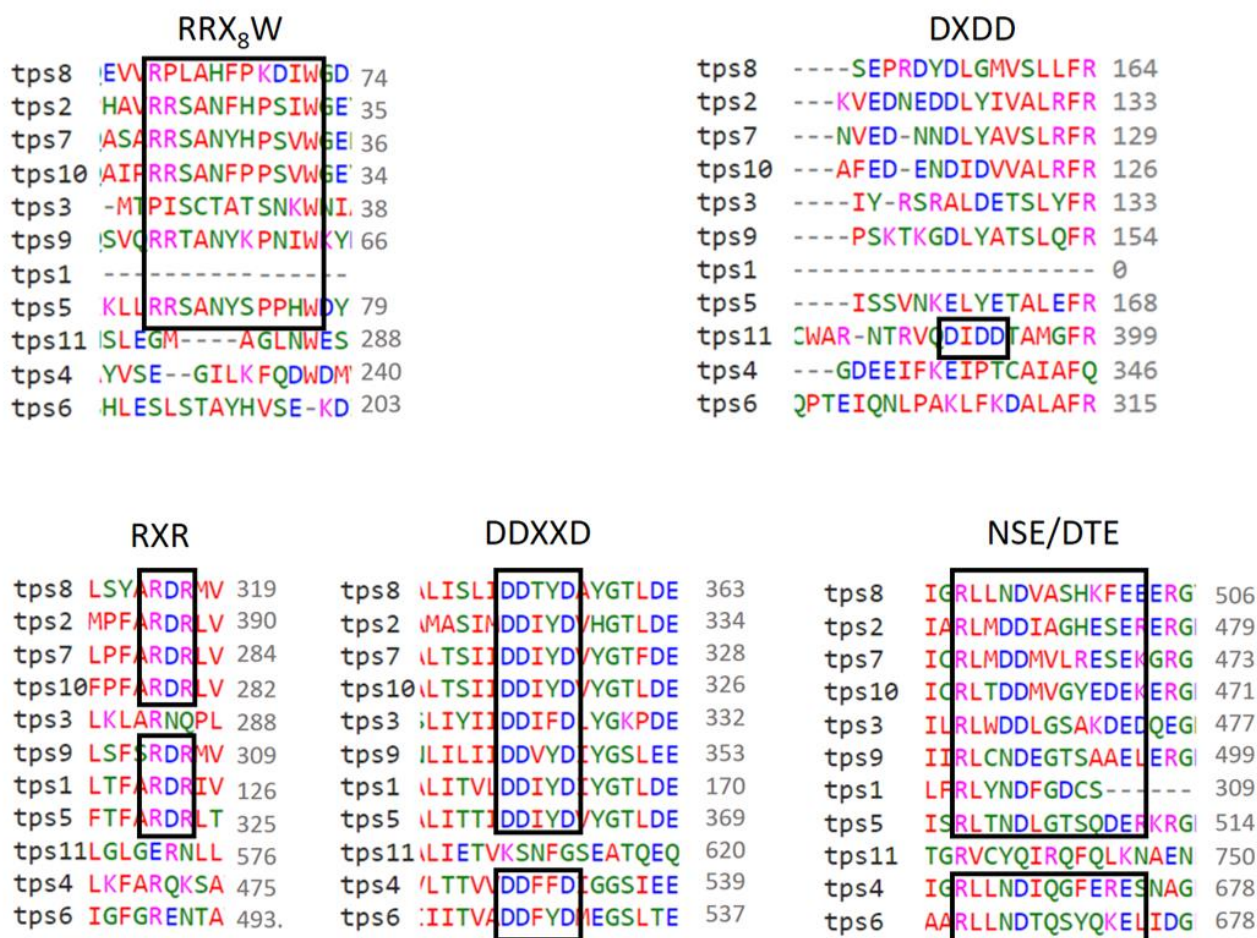 RRX₈W
tps8 EVVRPLAHFPKDIWGD 74
tps2 HAVRRSANFHPSIWGE 35
tps7 ASARRSANYHPSVWGE 36
tps10 AIPRRSANFPPSVWGE 34
tps3 -MTPISCTATSNKWNI 38
tps9 SVQRRTANYKPNIWKY 66
tps1 ----------------
tps5 KLLRRSANYSPPHWDY 79
tps11 SLEGM----AGLNWES 288
tps4 YVSE--GILKFQDWDM 240
tps6 HLESLSTAYHVSE-KD 203
DXDD
tps8 ----SEPRDYDLGMVSLLFR 164
tps2 ---KVEDNEDDLYIVALRFR 133
tps7 ---NVED-NNDLYAVSLRFR 129
tps10 ---AFED-ENDIDVVALRFR 126
tps3 ----IY-RSRALDETSLYFR 133
tps9 ----PSKTKGDLYATSLQFR 154
tps1 -------------------- 0
tps5 ----ISSVNKELYETALEFR 168
tps11 CWAR-NTRVQDIDDTAMGFR 399
tps4 ---GDEEIFKEIPTCAIAFQ 346
tps6 QPTEIQNLPAKLFKDALAFR 315
RXR
tps8 LSYARDRMV 319
tps2 MPFARDRLV 390
tps7 LPFARDRLV 284
tps10 FPFARDRLV 282
tps3 LKLARNQPL 288
tps9 LSFSRDRMV 309
tps1 LTFARDRIV 126
tps5 FTFARDRLT 325
tps11 LGLGERNLL 576
tps4 LKFARQKSA 475
tps6 IGFGRENTA 493.
DDXXD
tps8 LISLIDDTYDAYGTLDE 363
tps2 MASIMDDIYDVHGTLDE 334
tps7 LTSIIDDIYDVYGTFDE 328
tps10 LTSIIDDIYDVYGTLDE 326
tps3 LIYIIDDIFDLYGKPDE 332
tps9 LILIIDDVYDIYGSLEE 353
tps1 LITVLDDIYDIYGTLDE 170
tps5 LITTIDDIYDVYGTLDE 369
tps11 LIETVKSNFGSEATQEQ 620
tps4 LTTVVDDFFDIGGSIEE 539
tps6 IITVADDFYDMEGSLTE 537
NSE/DTE
tps8 IGRLLNDVASHKFEEERG 506
tps2 IARLMDDIAGHESERERG 479
tps7 ICRLMDDMVLRESEKGRG 473
tps10 ICRLTDDMVGYEDEKERG 471
tps3 ILRLWDDLGSAKDEDQEG 477
tps9 IIRLCNDEGTSAAELERG 499
tps1 LFRLYNDFGDCS------ 309
tps5 ISRLTNDLGTSQDERKRG 514
tps11 TGRVCYQIRQFQLKNAEN 750
tps4 IGRLLNDIQGFERESNAG 678
tps6 AARLLNDTQSYQKELIDG 678